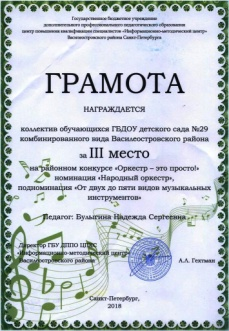 Государственное бюджетное учреждение
дополнительного профессионального педагогического образования
центр повышения квалификации специалистов «Информационно-методический центр»
Василеостровского района Санкт-Петербурга
ГРАМОТА
НАГРАЖДАЕТСЯ
коллектив обучающихся ГБДОУ детского сада №29
комбинированного вида Василеостровского района
за III место
на районном конкурсе «Оркестр – это просто!»
номинация «Народный оркестр»,
подноминация «От двух до пяти видов музыкальных
инструментов»
Педагог: Булыгина Надежда Сергеевна
Директор ГБУ ДППО ЦПКС
«Информационно-методический центр»
Василеостровского района
А.А. Гехтман
Санкт-Петербург,
2018